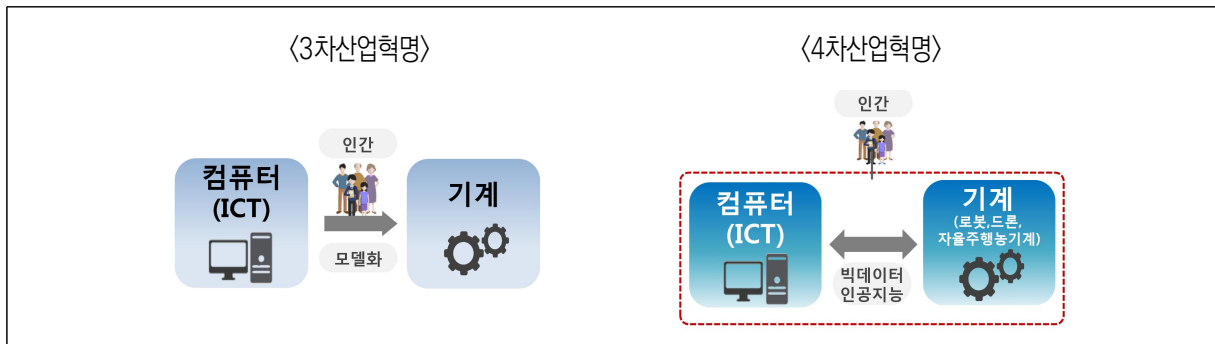 〈3차산업혁명〉
인간
컴퓨터
(ICT)
기계
모델화
〈4차산업혁명〉
인간
컴퓨터
(ICT)
기계
(로봇,드론,
자율주행농기계)
빅데이터
인공지능